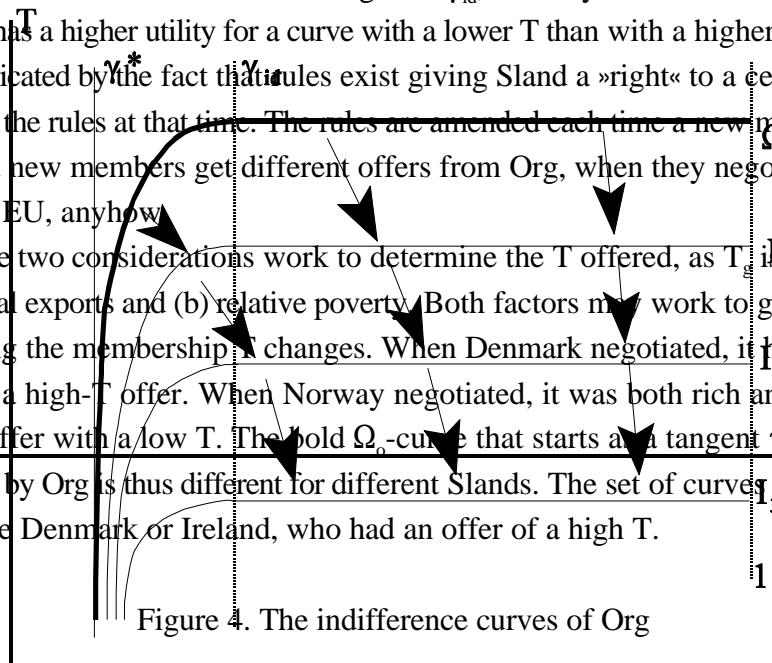 T
has a higher utility for a curve with a lower T than with a higher
γ* γid
icated by the fact that rules exist giving Sland a »right« to a ce
the rules at that time. The rules are amended each time a new m
new members get different offers from Org, when they nego
EU, anyhow
e two considerations work to determine the T offered, as Tg i
al exports and (b) relative poverty. Both factors may work to g
g the membership T changes. When Denmark negotiated, it
a high-T offer. When Norway negotiated, it was both rich an
ffer with a low T. The bold Ωo-curve that starts as a tangent
by Org is thus different for different Slands. The set of curves
e Denmark or Ireland, who had an offer of a high T.
1
Figure 4. The indifference curves of Org